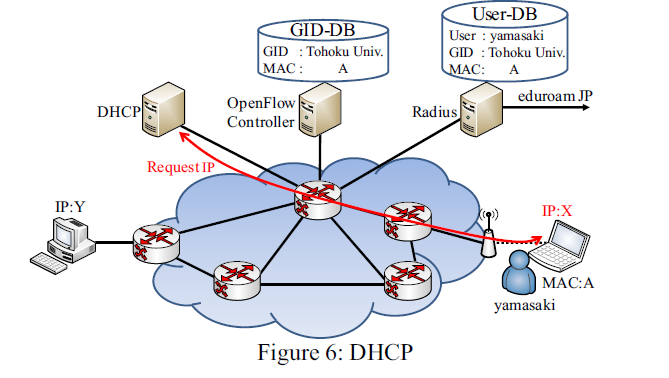 User-DB
User : yamasaki
GID : Tohoku Univ.
MAC: A
GID-DB
GID : Tohoku Univ.
MAC: A
DHCP
OpenFlow
Controller
Radius
eduroam JP
Request IP
IP:Y
IP:X
MAC:A
yamasaki
Figure 6: DHCP